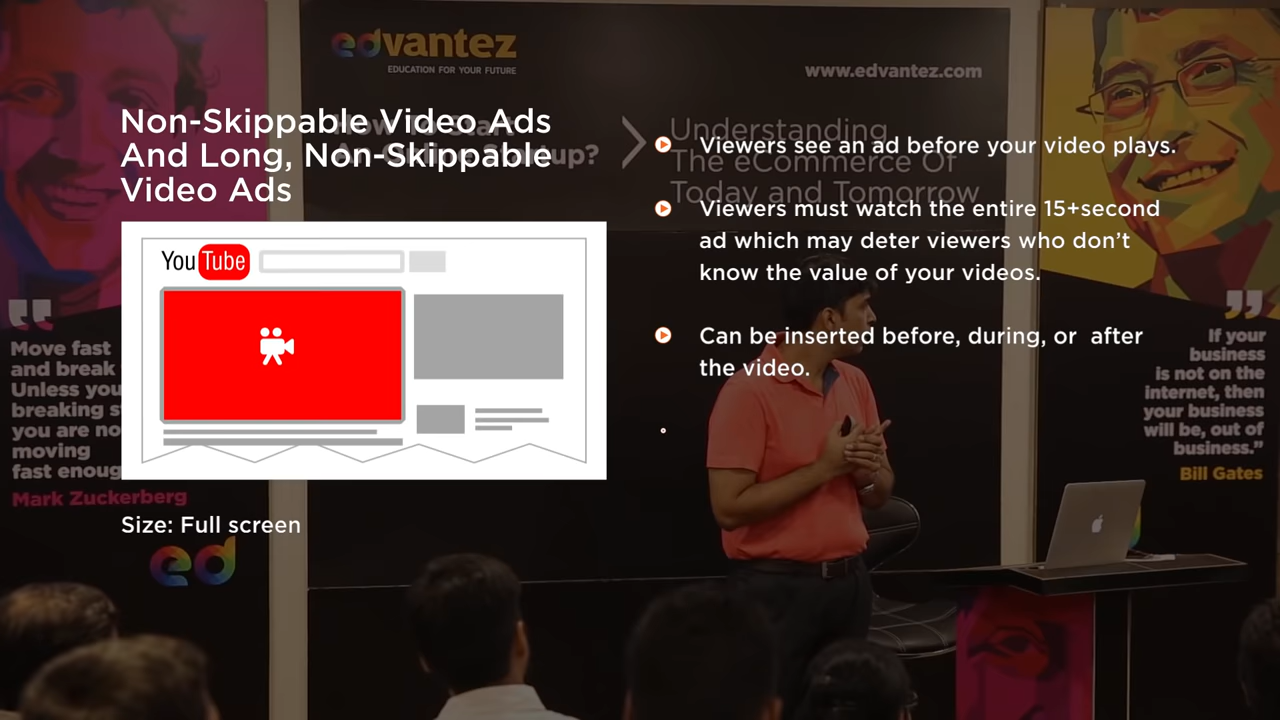 edvantez
EDUCATION FOR YOUR FUTURE
www.edvantez.com
Non-Skippable Video Ads
And Long, Non-Skippable
Video Ads
How To Start
Startup?
Understanding
The eCommerce Of
Today and Tomorrow
Viewers see an ad before your video plays.
Viewers must watch the entire 15+second
ad which may deter viewers who don't
know the value of your videos.
Can be inserted before, during, or after
the video.
YouTube
Size: Full screen
Move fast
and break
Unless you
breaking
you are no
moving
fast enoug
Mark Zuckerberg
ed
If your
business
is not on the
internet, then
your business
will be, out of
business.”
Bill Gates